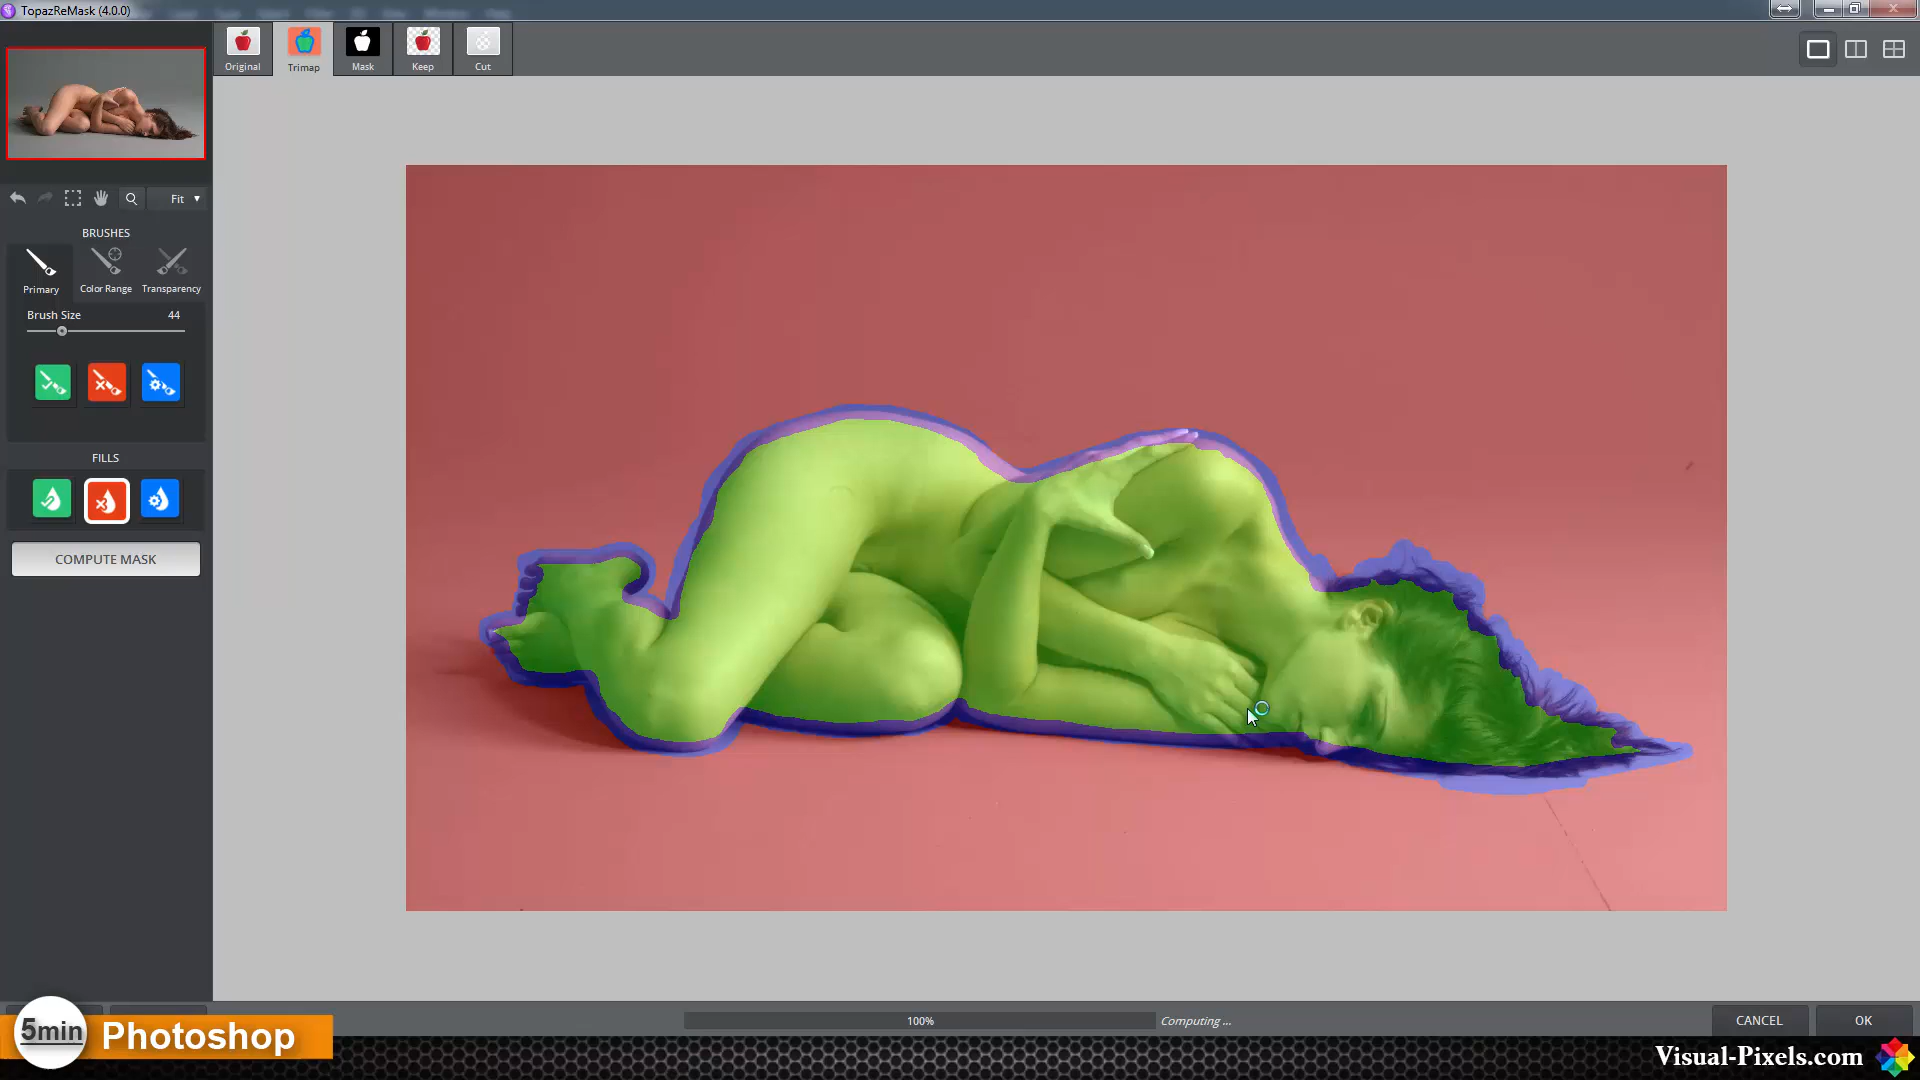 TopazReMask (4.0.0)
Original
Trimap
Mask
Keep
Cut
Fit
BRUSHES
Primary
Color Range
Transparency
Brush Size 44
FILLS
COMPUTE MASK
100%
Computing ...
CANCEL
OK
5min Photoshop
Visual-Pixels.com